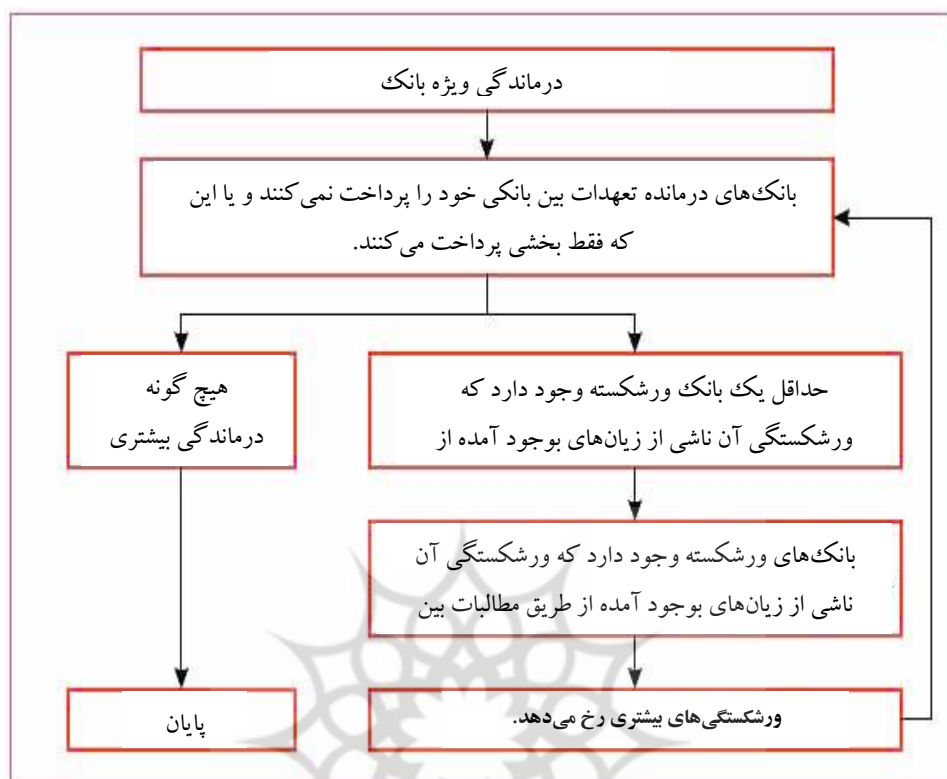 درماندگی ویژه بانک
بانک‌های درمانده تعهدات بین بانکی خود را پرداخت نمی‌کنند و یا این
که فقط بخشی پرداخت می‌کنند.
حداقل یک بانک ورشکسته وجود دارد که
ورشکستگی آن ناشی از زیان‌های بوجود آمده از
هیچ گونه
درماندگی بیشتری
بانک‌های ورشکسته وجود دارد که ورشکستگی آن
ناشی از زیان‌های بوجود آمده از طریق مطالبات بین
ورشکستگی‌های بیشتری رخ می‌دهد.
پایان